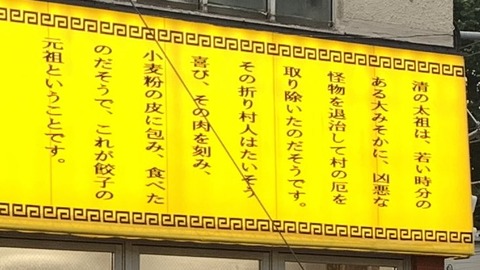 清の太祖は、若い時分の
ある大みそかに、凶悪な
怪物を退治して村の厄を
取り除いたのだそうです。
その折り村人はたいそう
喜び、その肉を刻み、
小麦粉の皮に包み、食べた
のだそうで、これが餃子の
元祖ということです。